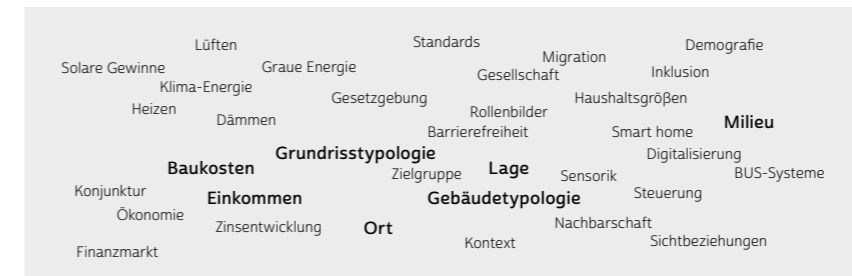 Lüften
Standards
Demografie
Migration
Solare Gewinne
Graue Energie
Gesellschaft
Inklusion
Klima-Energie
Gesetzgebung
Haushaltsgrößen
Heizen
Rollenbilder
Dämmen
Milieu
Barrierefreiheit
Smart home
Grundrisstypologie
Digitalisierung
Baukosten
Zielgruppe
Lage
Sensorik
BUS-Systeme
Konjunktur
Einkommen
Gebäudetypologie
Steuerung
Ökonomie
Zinsentwicklung
Ort
Nachbarschaft
Kontext
Sichtbeziehungen
Finanzmarkt